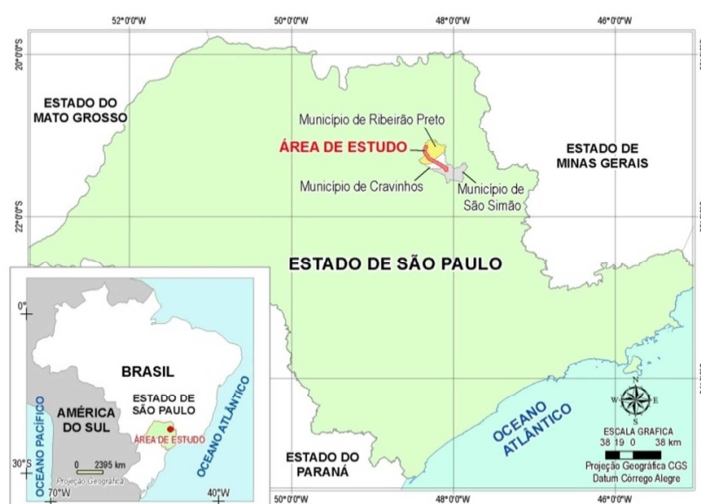 52°0'0"W
50°0'0"W
48°0'0"W
46°0'0"W
20°0'0"S
ESTADO DO
MATO GROSSO
Município de Ribeirão Preto
ÁREA DE ESTUDO
ESTADO DE
MINAS GERAIS
Município de Cravinhos
Município de
São Simão
22°0'0"S
ESTADO DE SÃO PAULO
0°
BRASIL
ESTADO DE
SÃO PAULO
AMÉRICA
DO SUL
ÁREA DE ESTUDO
OCEANO PACÍFICO
OCEANO ATLÂNTICO
0 2395 km
Projeção Geográfica
30°S
70°W
40°W
OCEANO
ATLÂNTICO
ESTADO DO
PARANÁ
N
W
E
S
ESCALA GRÁFICA
38 19 0 38 km
Projeção Geográfica CGS
Datum Córrego Alegre
50°0'0"W
48°0'0"W
46°0'0"W